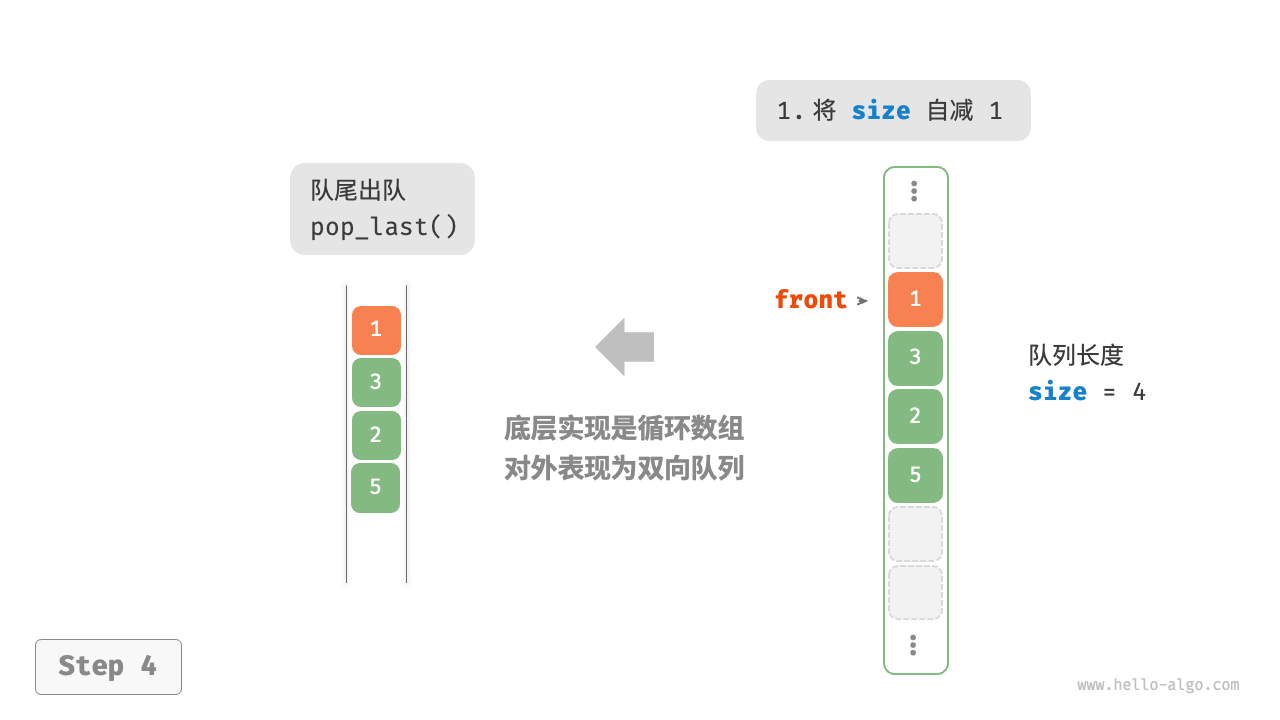 1. 将 size 自减 1
队尾出队
pop_last()
front
1
3
2
5
1
3
2
5
底层实现是循环数组
对外表现为双向队列
队列长度
size = 4
Step 4
www.hello-algo.com